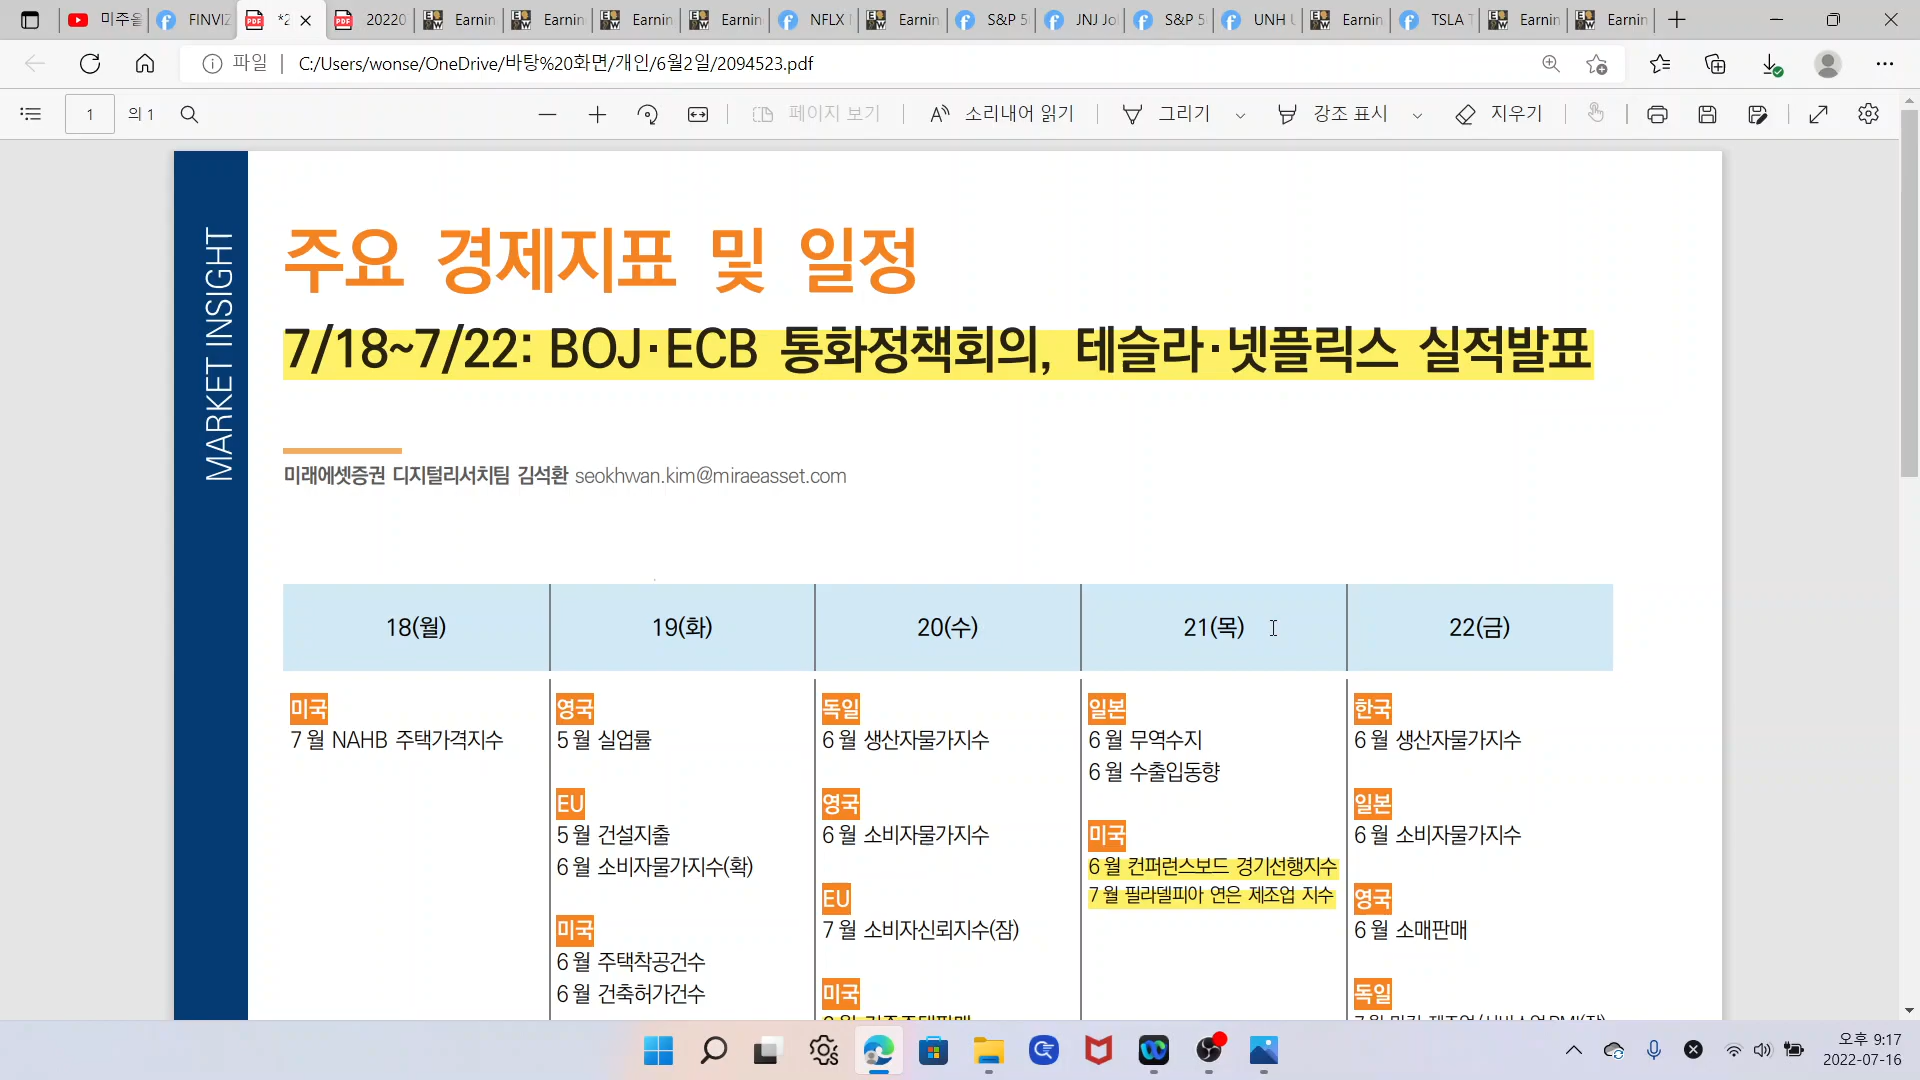 미주
FINVIZ
*2
20220
Earnin
Earnin
Earnin
Earnin
NFLX
Earnin
S&P 5
JNJ Jo
S&P 5
UNH U
Earnin
TSLA T
Earnin
Earnin
파일
C:/Users/wonse/OneDrive/바탕%20화면/개인/6월2일/2094523.pdf
1
의 1
페이지 보기
소리내어 읽기
그리기
강조 표시
지우기
MARKET INSIGHT
주요 경제지표 및 일정
7/18~7/22: BOJ·ECB 통화정책회의, 테슬라·넷플릭스 실적발표
미래에셋증권 디지털리서치팀 김석환 seokhwan.kim@miraeasset.com
18(월)
19(화)
20(수)
21(목)
22(금)
미국
7월 NAHB 주택가격지수
영국
5월 실업률
EU
5월 건설지출
6월 소비자물가지수(확)
미국
6월 주택착공건수
6월 건축허가건수
독일
6월 생산자물가지수
영국
6월 소비자물가지수
EU
7월 소비자신뢰지수(잠)
미국
일본
6월 무역수지
6월 수출입동향
미국
6월 컨퍼런스보드 경기선행지수
7월 필라델피아 연은 제조업 지수
한국
6월 생산자물가지수
일본
6월 소비자물가지수
영국
6월 소매판매
독일
오후 9:17
2022-07-16